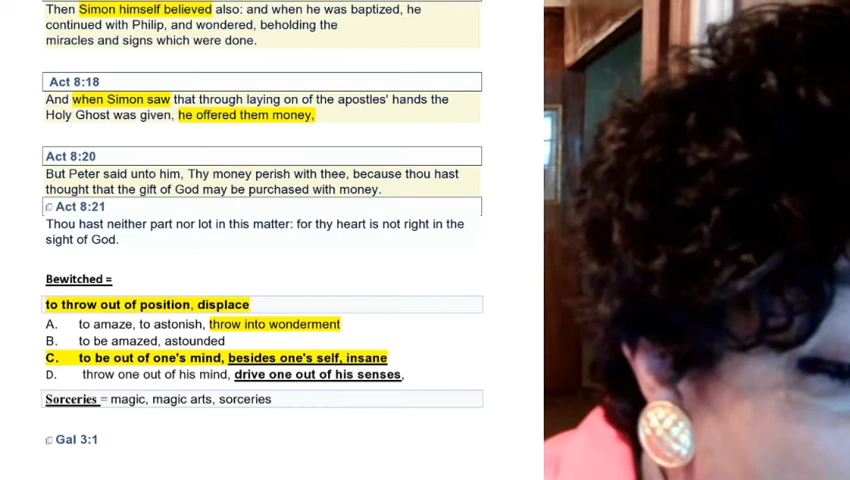 Then Simon himself believed also: and when he was baptized, he
continued with Philip, and wondered, beholding the
miracles and signs which were done.
Act 8:18
And when Simon saw that through laying on of the apostles' hands the
Holy Ghost was given, he offered them money,
Act 8:20
But Peter said unto him, Thy money perish with thee, because thou hast
thought that the gift of God may be purchased with money.
Act 8:21
Thou hast neither part nor lot in this matter: for thy heart is not right in the
sight of God.
Bewitched =
to throw out of position, displace
A. to amaze, to astonish, throw into wonderment
B. to be amazed, astounded
C. to be out of one's mind, besides one's self, insane
D. throw one out of his mind, drive one out of his senses,
Sorceries = magic, magic arts, sorceries
Gal 3:1